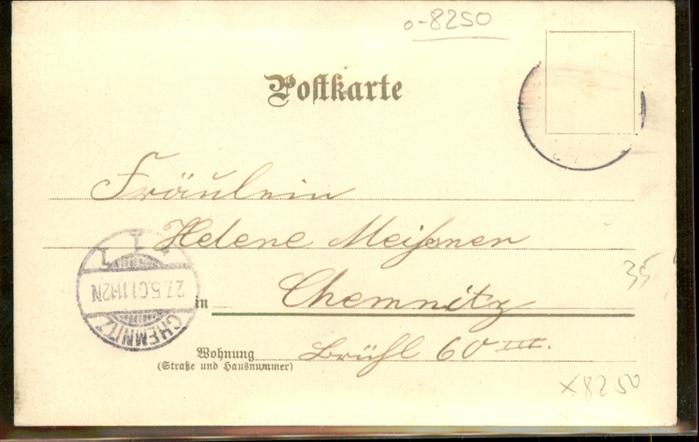 o-8250
Postkarte
Fräulein
Helene Meißner
in Chemnitz
Wohnung Brühl 60 III.
(Straße und Hausnummer)
CHEMNITZ
1
27.5.01.11-12N
35
x8250